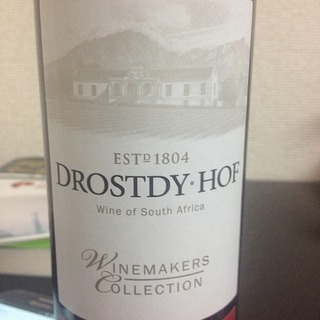 ESTD 1804
DROSTDY·HOF
Wine of South Africa
WINEMAKERS
COLLECTION